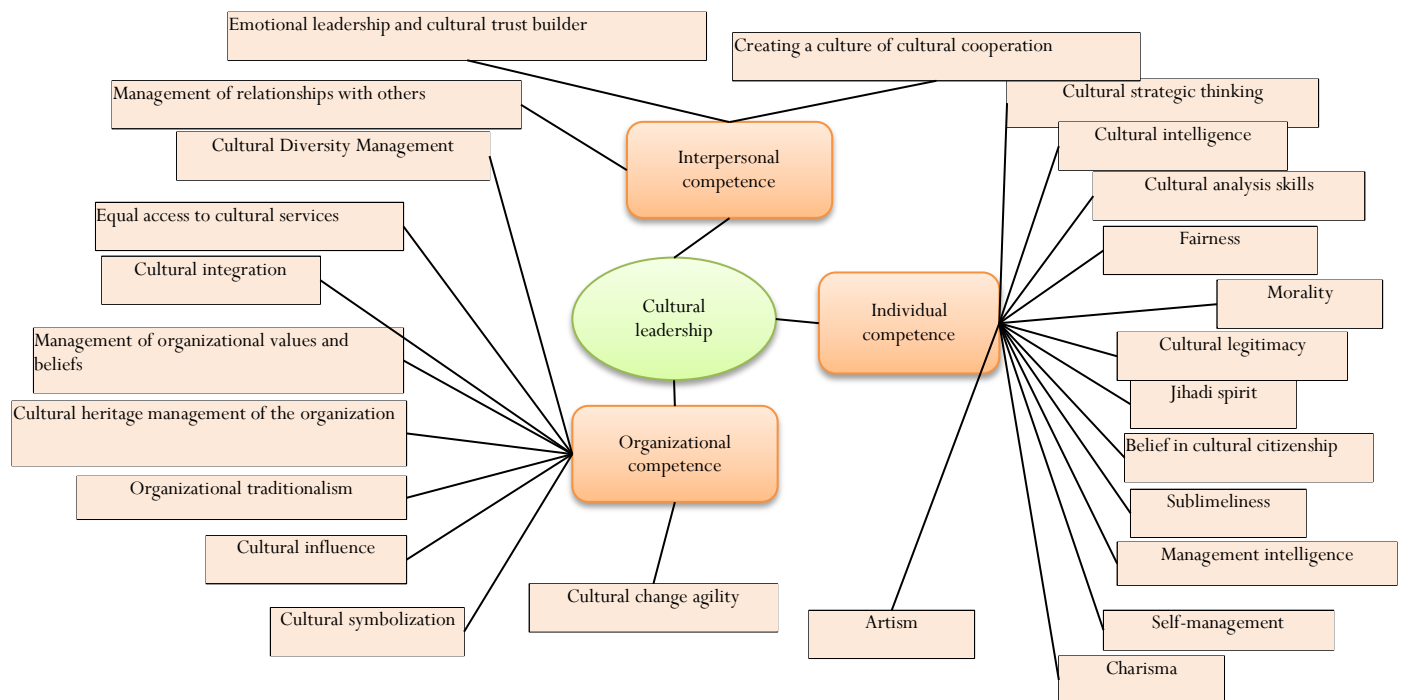 Emotional leadership and cultural trust builder
Creating a culture of cultural cooperation
Management of relationships with others
Cultural strategic thinking
Cultural Diversity Management
Cultural intelligence
Interpersonal
competence
Cultural analysis skills
Equal access to cultural services
Fairness
Cultural integration
Morality
Cultural
leadership
Individual
competence
Management of organizational values and
beliefs
Cultural legitimacy
Jihadi spirit
Cultural heritage management of the organization
Organizational
competence
Belief in cultural citizenship
Organizational traditionalism
Sublimeliness
Cultural influence
Management intelligence
Cultural change agility
Cultural symbolization
Artism
Self-management
Charisma